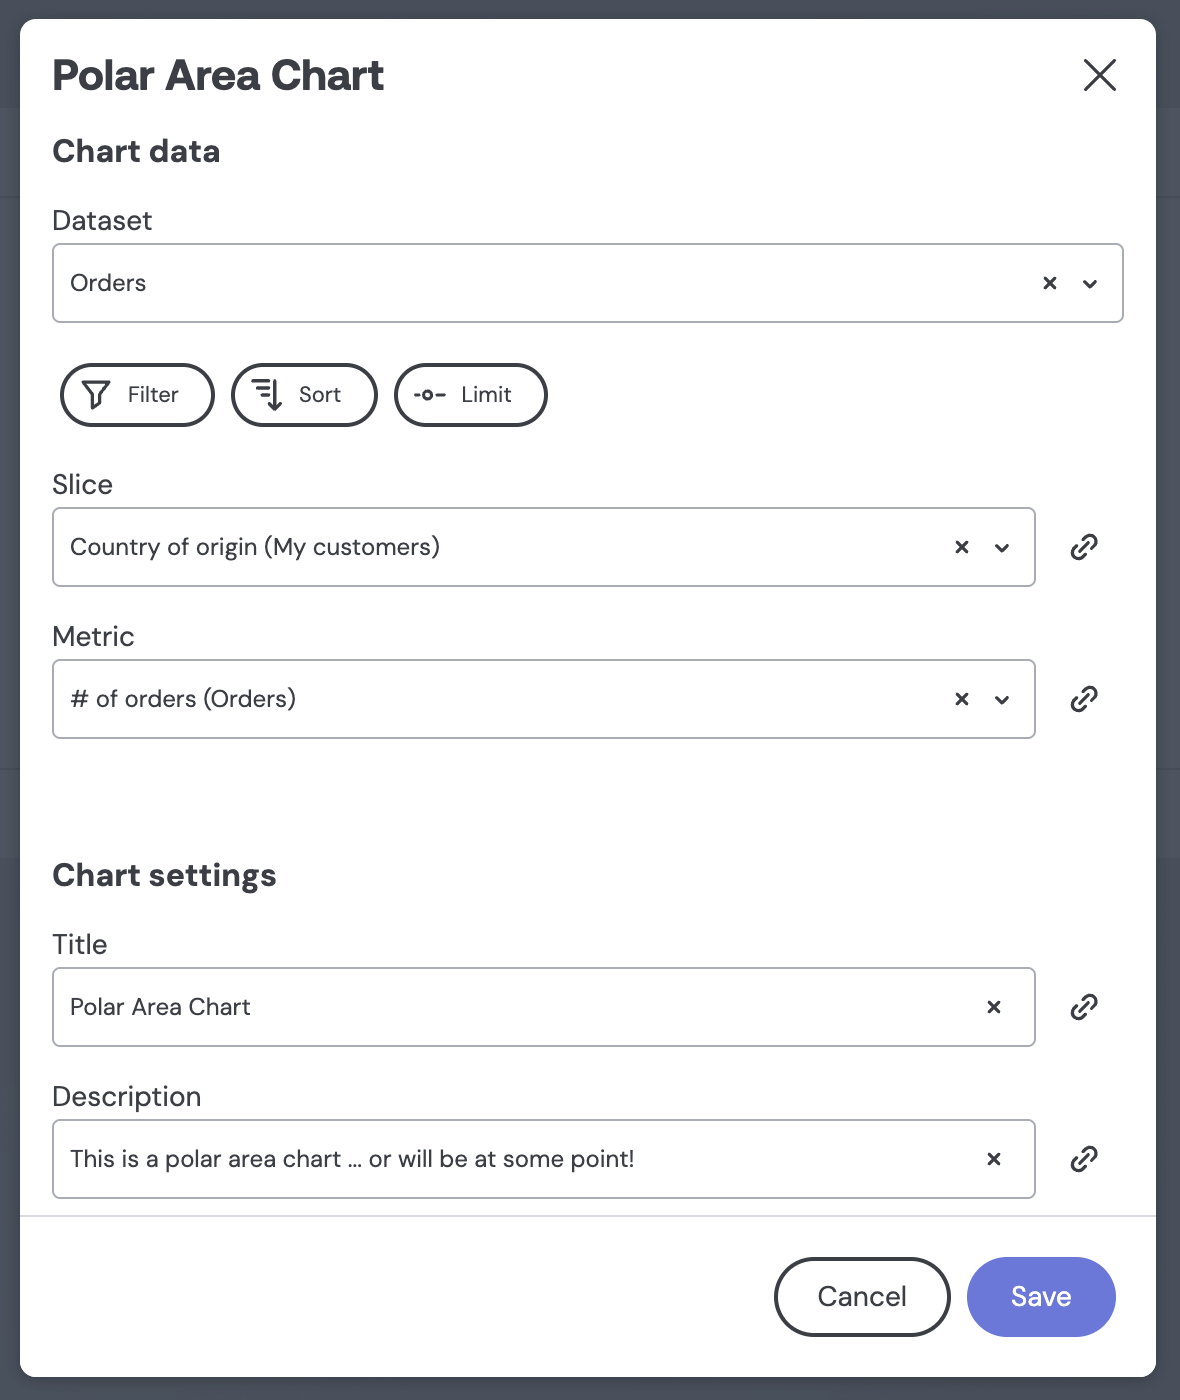 Polar Area Chart
Chart data
Dataset
Orders
Filter Sort Limit
Slice
Country of origin (My customers)
Metric
# of orders (Orders)
Chart settings
Title
Polar Area Chart
Description
This is a polar area chart ... or will be at some point!
Cancel Save